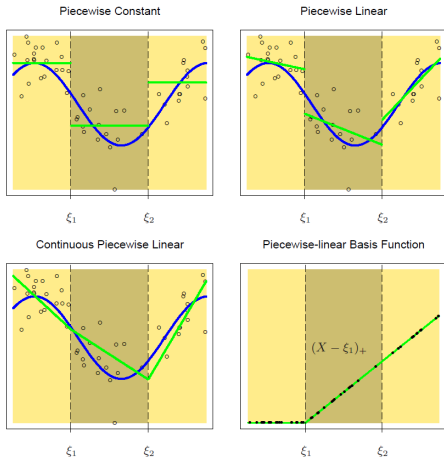 Piecewise Constant
ξ₁ ξ₂
Piecewise Linear
ξ₁ ξ₂
Continuous Piecewise Linear
ξ₁ ξ₂
Piecewise-linear Basis Function
(X − ξ₁)₊
ξ₁ ξ₂